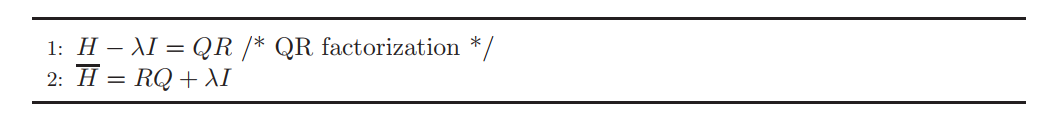 1: H − λI = QR /* QR factorization */
2: H̅ = RQ + λI